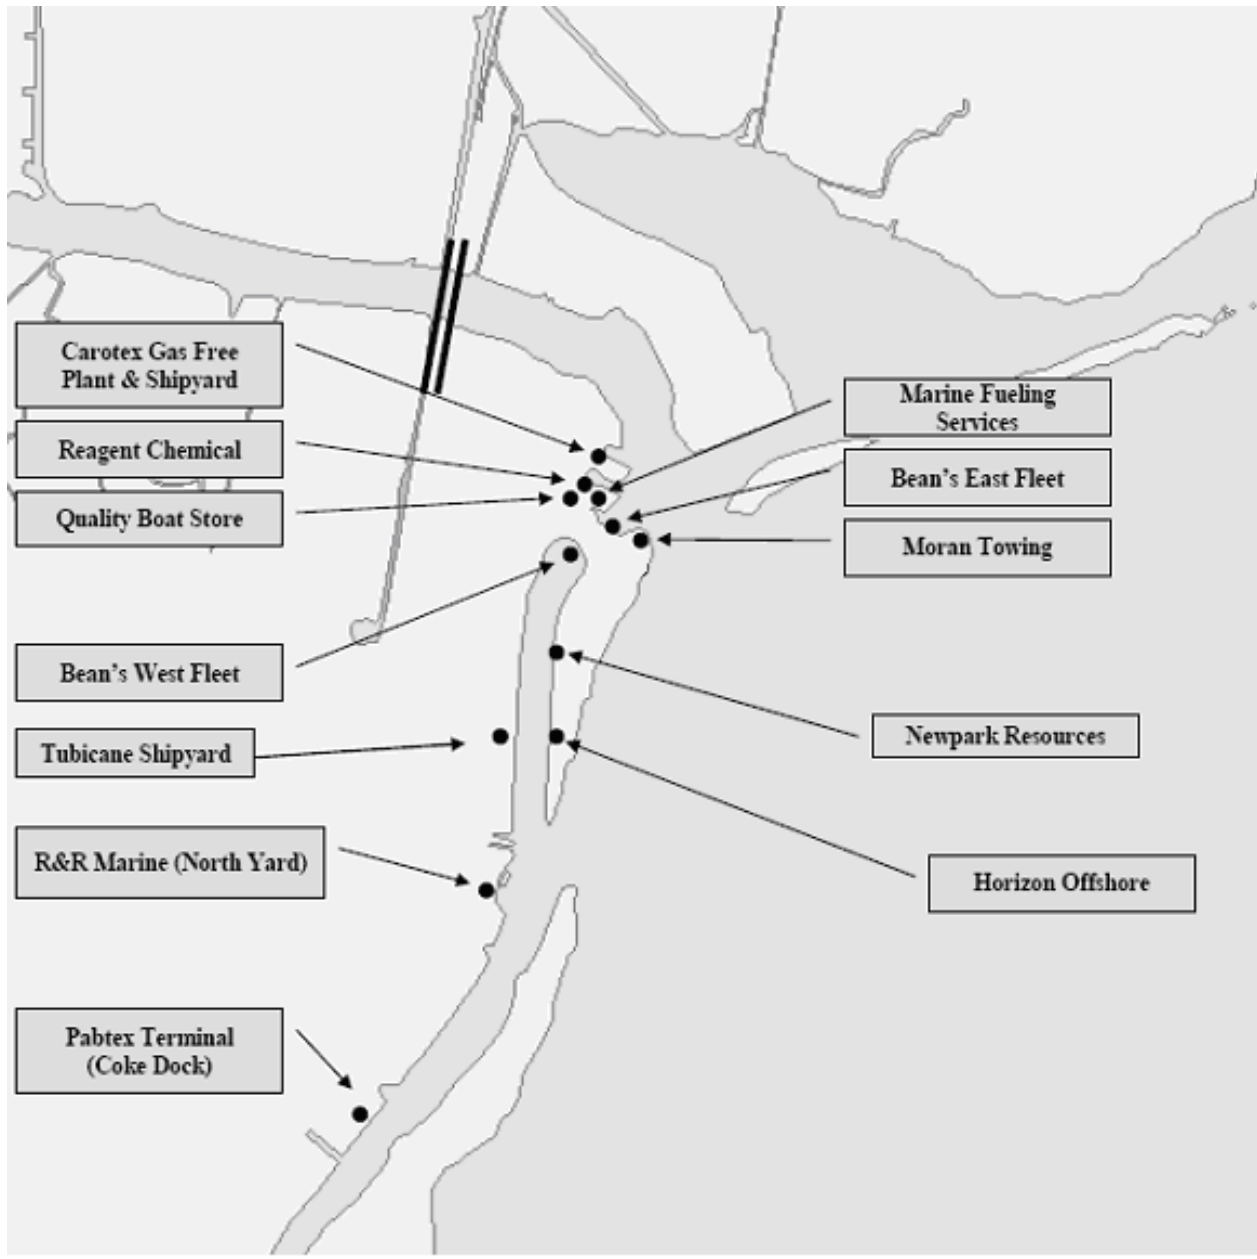 Carotex Gas Free
Plant & Shipyard
Reagent Chemical
Quality Boat Store
Bean's West Fleet
Tubicane Shipyard
R&R Marine (North Yard)
Pabtex Terminal
(Coke Dock)
Marine Fueling
Services
Bean's East Fleet
Moran Towing
Newpark Resources
Horizon Offshore